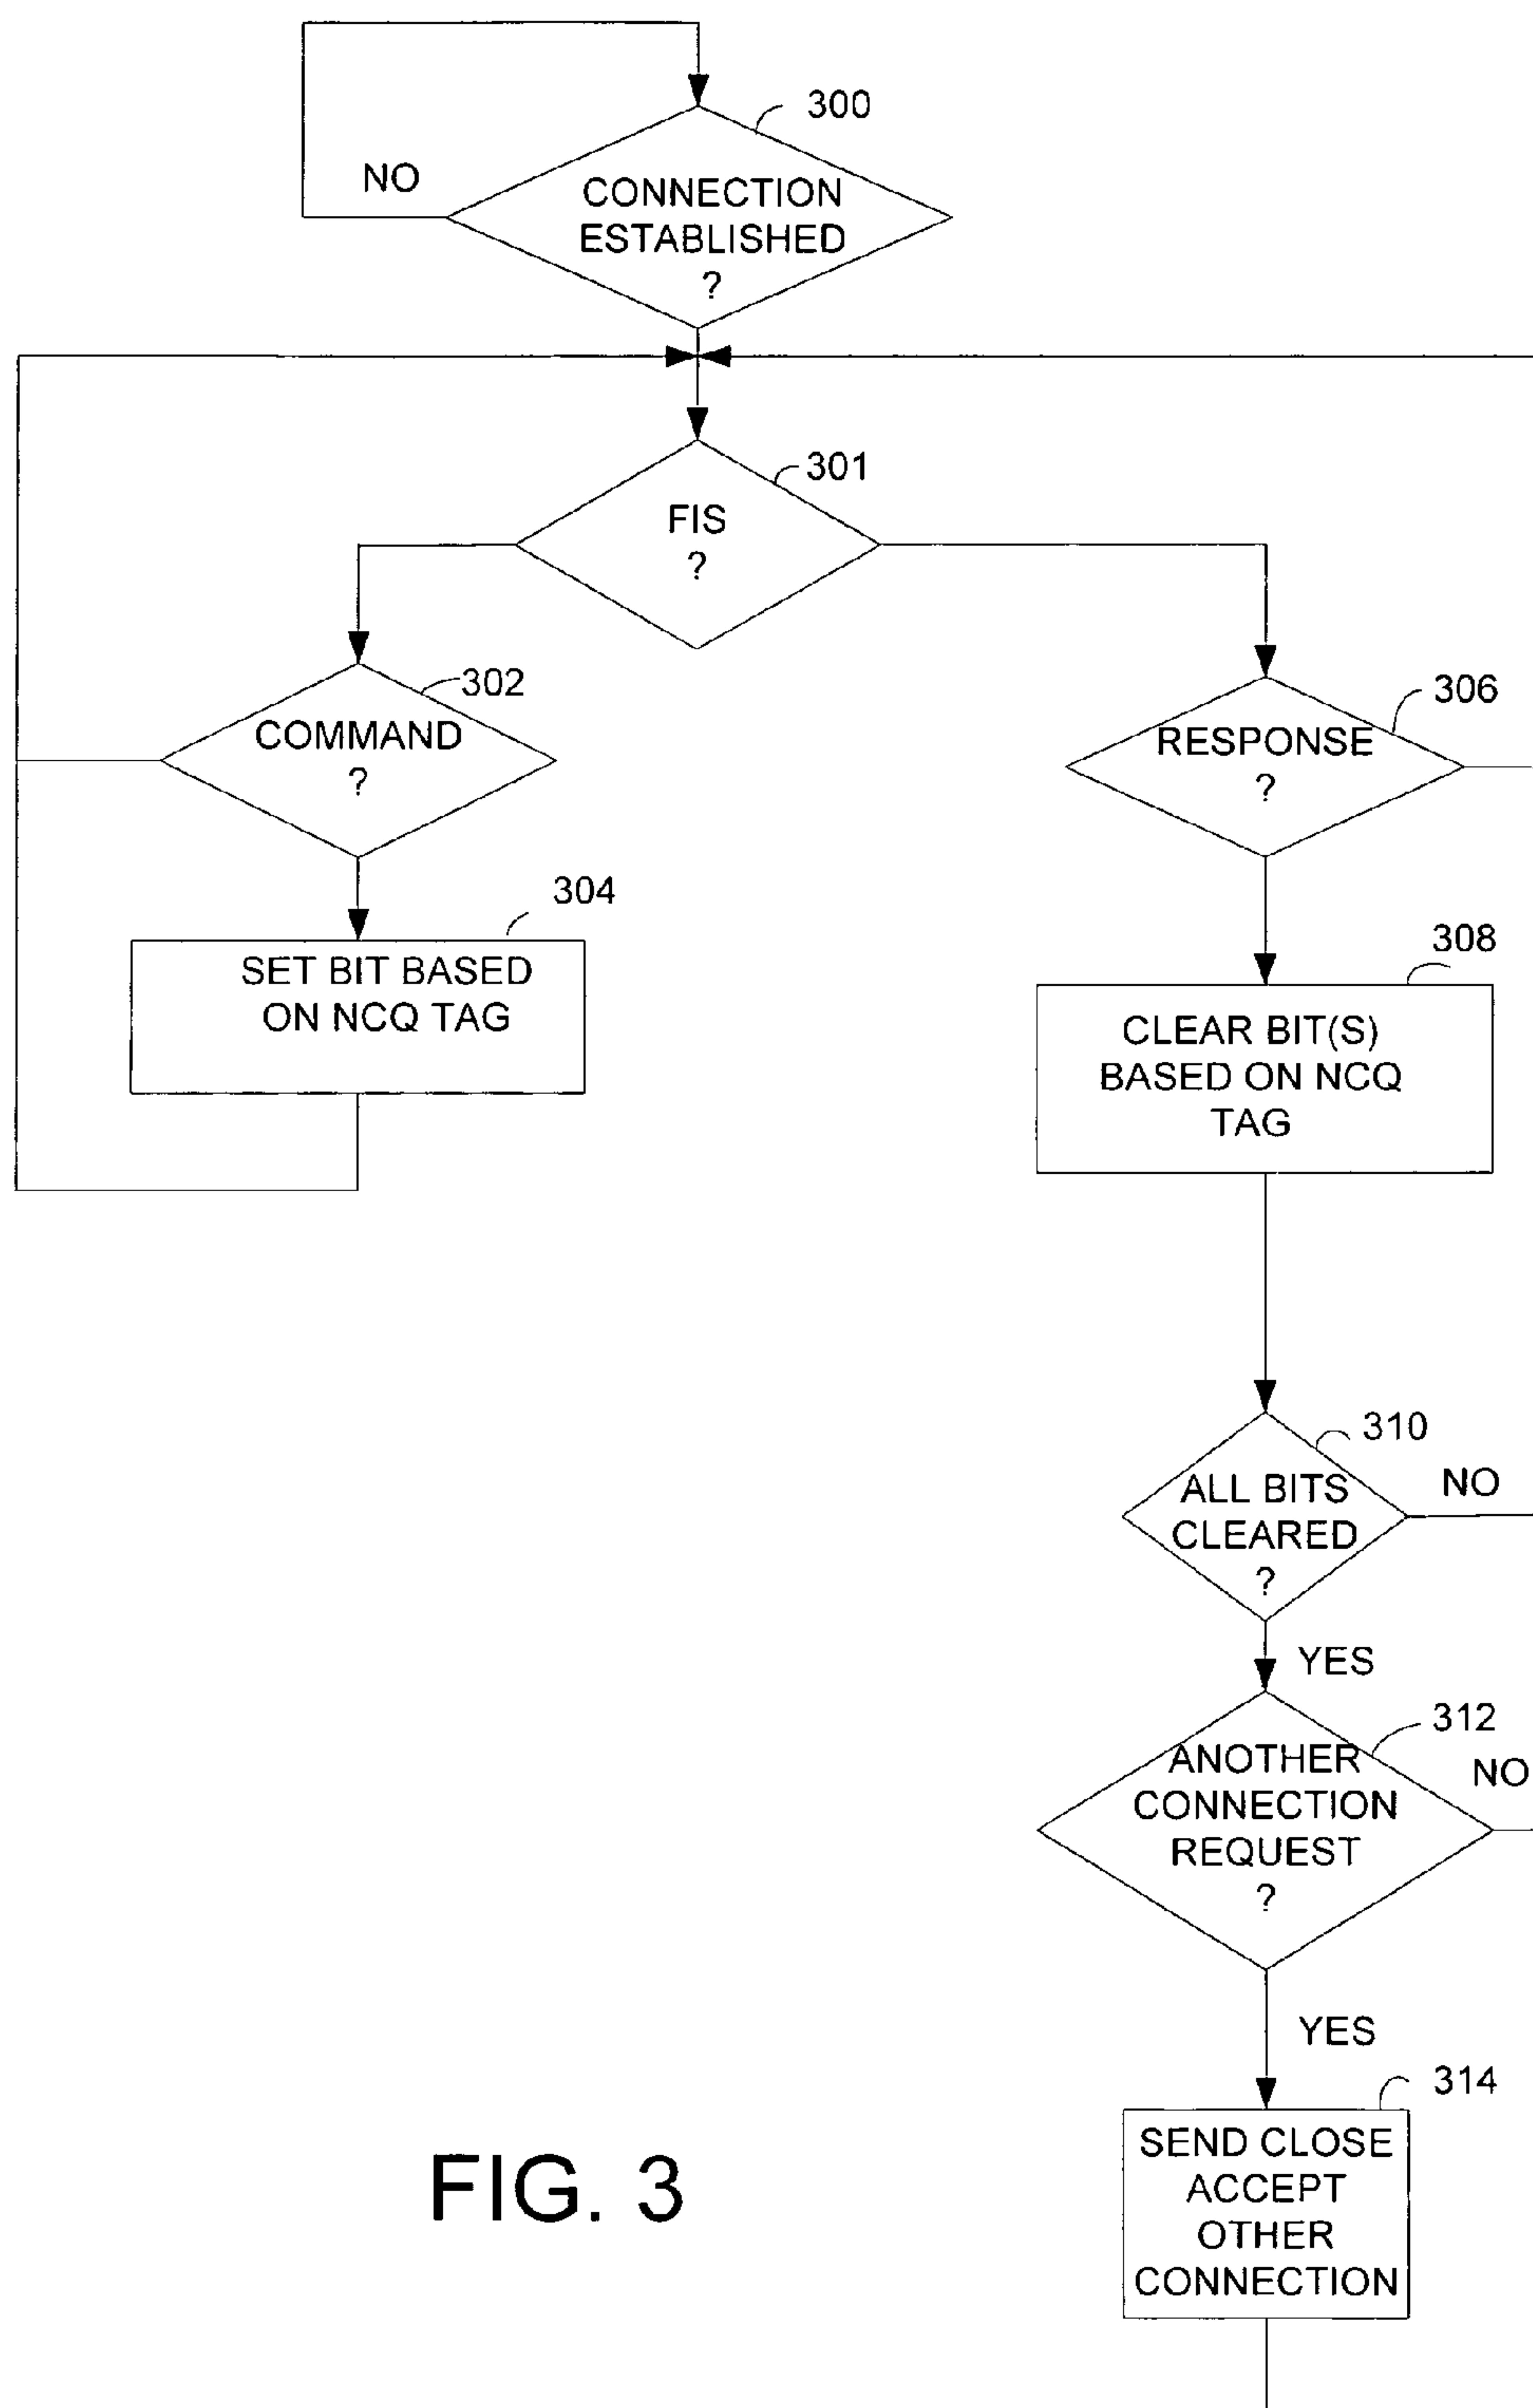 300
NO
CONNECTION
ESTABLISHED
?
301
FIS
?
302
COMMAND
?
306
RESPONSE
?
304
SET BIT BASED
ON NCQ TAG
308
CLEAR BIT(S)
BASED ON NCQ
TAG
310
ALL BITS
CLEARED
?
NO
YES
312
ANOTHER
CONNECTION
REQUEST
?
NO
YES
314
SEND CLOSE
ACCEPT
OTHER
CONNECTION
FIG. 3